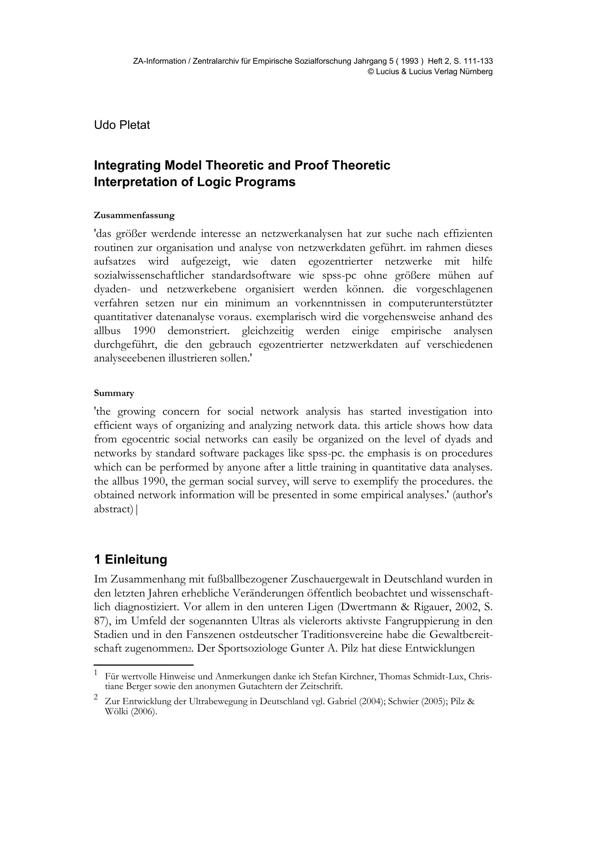 ZA-Information / Zentralarchiv für Empirische Sozialforschung Jahrgang 5 ( 1993 )  Heft 2, S. 111-133
© Lucius & Lucius Verlag Nürnberg
Udo Pletat
Integrating Model Theoretic and Proof Theoretic
Interpretation of Logic Programs
Zusammenfassung
'das größer werdende interesse an netzwerkanalysen hat zur suche nach effizienten
routinen zur organisation und analyse von netzwerkdaten geführt. im rahmen dieses
aufsatzes wird aufgezeigt, wie daten egozentrierter netzwerke mit hilfe
sozialwissenschaftlicher standardsoftware wie spss-pc ohne größere mühen auf
dyaden- und netzwerkebene organisiert werden können. die vorgeschlagenen
verfahren setzen nur ein minimum an vorkenntnissen in computerunterstützter
quantitativer datenanalyse voraus. exemplarisch wird die vorgehensweise anhand des
allbus 1990 demonstriert. gleichzeitig werden einige empirische analysen
durchgeführt, die den gebrauch egozentrierter netzwerkdaten auf verschiedenen
analyseeebenen illustrieren sollen.'
Summary
'the growing concern for social network analysis has started investigation into
efficient ways of organizing and analyzing network data. this article shows how data
from egocentric social networks can easily be organized on the level of dyads and
networks by standard software packages like spss-pc. the emphasis is on procedures
which can be performed by anyone after a little training in quantitative data analyses.
the allbus 1990, the german social survey, will serve to exemplify the procedures. the
obtained network information will be presented in some empirical analyses.' (author's
abstract)|
1 Einleitung
Im Zusammenhang mit fußballbezogener Zuschauergewalt in Deutschland wurden in
den letzten Jahren erhebliche Veränderungen öffentlich beobachtet und wissenschaft-
lich diagnostiziert. Vor allem in den unteren Ligen (Dwertmann & Rigauer, 2002, S.
87), im Umfeld der sogenannten Ultras als vielerorts aktivste Fangruppierung in den
Stadien und in den Fanszenen ostdeutscher Traditionsvereine habe die Gewaltbereit-
schaft zugenommen2. Der Sportsoziologe Gunter A. Pilz hat diese Entwicklungen
1 Für wertvolle Hinweise und Anmerkungen danke ich Stefan Kirchner, Thomas Schmidt-Lux, Chris-
tiane Berger sowie den anonymen Gutachtern der Zeitschrift.
2 Zur Entwicklung der Ultrabewegung in Deutschland vgl. Gabriel (2004); Schwier (2005); Pilz &
Wölki (2006).